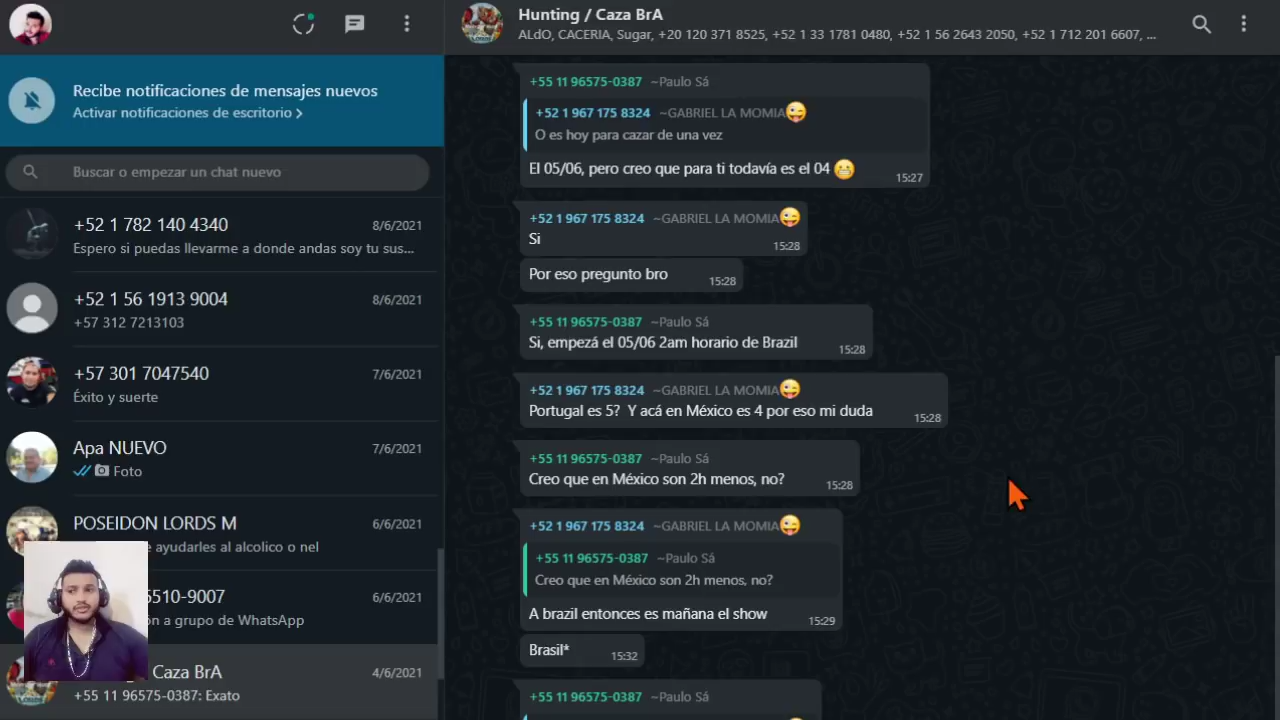 Recibe notificaciones de mensajes nuevos
Activar notificaciones de escritorio >
Buscar o empezar un chat nuevo
+52 1 782 140 4340
8/6/2021
Espero si puedas llevarme a donde andas soy tu sus...
+52 1 56 1913 9004
8/6/2021
+57 312 7213103
+57 301 7047540
7/6/2021
Éxito y suerte
Apa NUEVO
7/6/2021
Foto
POSEIDON LORDS M
6/6/2021
ayudarles al alcolico o nel
5510-9007
6/6/2021
n a grupo de WhatsApp
Caza BrA
4/6/2021
+55 11 96575-0387: Exato
Hunting / Caza BrA
ALdO, CACERIA, Sugar, +20 120 371 8525, +52 1 33 1781 0480, +52 1 56 2643 2050, +52 1 712 201 6607, ...
+55 11 96575-0387 ~Paulo Sá
+52 1 967 175 8324 ~GABRIEL LA MOMIA😜
O es hoy para cazar de una vez
El 05/06, pero creo que para ti todavía es el 04 😬
15:27
+52 1 967 175 8324 ~GABRIEL LA MOMIA😜
Si
15:28
Por eso pregunto bro
15:28
+55 11 96575-0387 ~Paulo Sá
Si, empezá el 05/06 2am horario de Brazil
15:28
+52 1 967 175 8324 ~GABRIEL LA MOMIA😜
Portugal es 5? Y acá en México es 4 por eso mi duda
15:28
+55 11 96575-0387 ~Paulo Sá
Creo que en México son 2h menos, no?
15:28
+52 1 967 175 8324 ~GABRIEL LA MOMIA😜
+55 11 96575-0387 ~Paulo Sá
Creo que en México son 2h menos, no?
A brazil entonces es mañana el show
15:29
Brasil*
15:32
+55 11 96575-0387 ~Paulo Sá